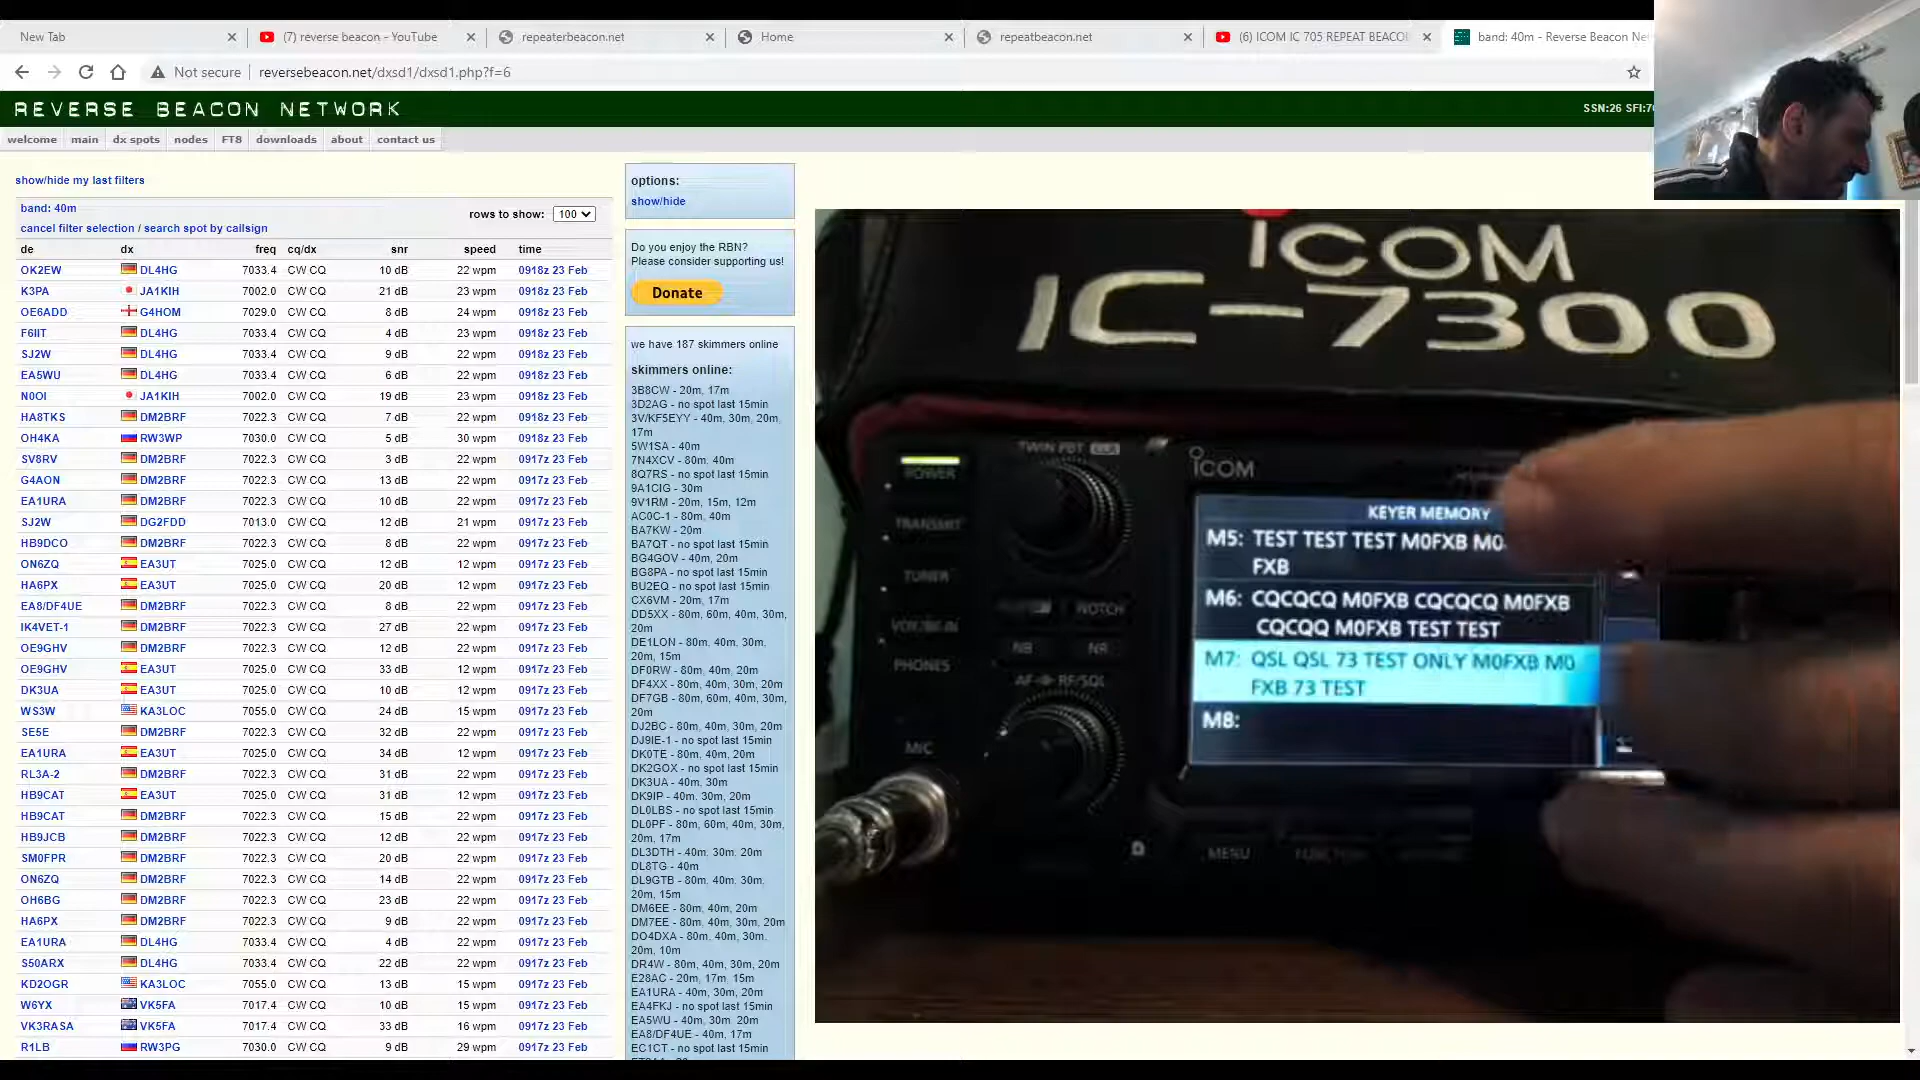 New Tab
(7) reverse beacon - YouTube
repeaterbeacon.net
Home
repeatbeacon.net
(6) ICOM IC 705 REPEAT BEACO
band: 40m - Reverse Beacon Net
Not secure
reversebeacon.net/dxsd1/dxsd1.php?f=6
REVERSE BEACON NETWORK
SSN:26 SFI:7
welcome main dx spots nodes FT8 downloads about contact us
show/hide my last filters
band: 40m
rows to show: 100
cancel filter selection / search spot by callsign
de dx freq cq/dx snr speed time
OK2EW DL4HG 7033.4 CW CQ 10 dB 22 wpm 0918z 23 Feb
K3PA JA1KIH 7002.0 CW CQ 21 dB 23 wpm 0918z 23 Feb
OE6ADD G4HOM 7029.0 CW CQ 8 dB 24 wpm 0918z 23 Feb
F6IIT DL4HG 7033.4 CW CQ 4 dB 23 wpm 0918z 23 Feb
SJ2W DL4HG 7033.4 CW CQ 9 dB 22 wpm 0918z 23 Feb
EA5WU DL4HG 7033.4 CW CQ 6 dB 22 wpm 0918z 23 Feb
N0OI JA1KIH 7002.0 CW CQ 19 dB 23 wpm 0918z 23 Feb
HA8TKS DM2BRF 7022.3 CW CQ 7 dB 22 wpm 0918z 23 Feb
OH4KA RW3WP 7030.0 CW CQ 5 dB 30 wpm 0918z 23 Feb
SV8RV DM2BRF 7022.3 CW CQ 3 dB 22 wpm 0917z 23 Feb
G4AON DM2BRF 7022.3 CW CQ 13 dB 22 wpm 0917z 23 Feb
EA1URA DM2BRF 7022.3 CW CQ 10 dB 22 wpm 0917z 23 Feb
SJ2W DG2FDD 7013.0 CW CQ 12 dB 21 wpm 0917z 23 Feb
HB9DCO DM2BRF 7022.3 CW CQ 8 dB 22 wpm 0917z 23 Feb
ON6ZQ EA3UT 7025.0 CW CQ 12 dB 12 wpm 0917z 23 Feb
HA6PX EA3UT 7025.0 CW CQ 20 dB 12 wpm 0917z 23 Feb
EA8/DF4UE DM2BRF 7022.3 CW CQ 8 dB 22 wpm 0917z 23 Feb
IK4VET-1 DM2BRF 7022.3 CW CQ 27 dB 22 wpm 0917z 23 Feb
OE9GHV DM2BRF 7022.3 CW CQ 12 dB 22 wpm 0917z 23 Feb
OE9GHV EA3UT 7025.0 CW CQ 33 dB 12 wpm 0917z 23 Feb
DK3UA EA3UT 7025.0 CW CQ 10 dB 12 wpm 0917z 23 Feb
WS3W KA3LOC 7055.0 CW CQ 24 dB 15 wpm 0917z 23 Feb
SE5E DM2BRF 7022.3 CW CQ 32 dB 22 wpm 0917z 23 Feb
EA1URA EA3UT 7025.0 CW CQ 34 dB 12 wpm 0917z 23 Feb
RL3A-2 DM2BRF 7022.3 CW CQ 31 dB 22 wpm 0917z 23 Feb
HB9CAT EA3UT 7025.0 CW CQ 31 dB 12 wpm 0917z 23 Feb
HB9CAT DM2BRF 7022.3 CW CQ 15 dB 22 wpm 0917z 23 Feb
HB9JCB DM2BRF 7022.3 CW CQ 12 dB 22 wpm 0917z 23 Feb
SM0FPR DM2BRF 7022.3 CW CQ 20 dB 22 wpm 0917z 23 Feb
ON6ZQ DM2BRF 7022.3 CW CQ 14 dB 22 wpm 0917z 23 Feb
OH6BG DM2BRF 7022.3 CW CQ 23 dB 22 wpm 0917z 23 Feb
HA6PX DM2BRF 7022.3 CW CQ 9 dB 22 wpm 0917z 23 Feb
EA1URA DL4HG 7033.4 CW CQ 4 dB 22 wpm 0917z 23 Feb
S50ARX DL4HG 7033.4 CW CQ 22 dB 22 wpm 0917z 23 Feb
KD2OGR KA3LOC 7055.0 CW CQ 13 dB 15 wpm 0917z 23 Feb
W6YX VK5FA 7017.4 CW CQ 10 dB 15 wpm 0917z 23 Feb
VK3RASA VK5FA 7017.4 CW CQ 33 dB 16 wpm 0917z 23 Feb
R1LB RW3PG 7030.0 CW CQ 9 dB 29 wpm 0917z 23 Feb
options:
show/hide
Do you enjoy the RBN?
Please consider supporting us!
Donate
we have 187 skimmers online
skimmers online:
3B8CW - 20m, 17m
3D2AG - no spot last 15min
3V/KF5EYY - 40m, 30m, 20m,
17m
5W1SA - 40m
7N4XCV - 80m. 40m
8Q7RS - no spot last 15min
9A1CIG - 30m
9V1RM - 20m, 15m, 12m
AC0C-1 - 80m, 40m
BA7KW - 20m
BA7QT - no spot last 15min
BG4GOV - 40m, 20m
BG8PA - no spot last 15min
BU2EQ - no spot last 15min
CX6VM - 20m, 17m
DD5XX - 80m, 60m, 40m, 30m,
20m
DE1LON - 80m, 40m, 30m,
20m, 15m
DF0RW - 80m, 40m, 20m
DF4XX - 80m, 40m, 30m, 20m
DF7GB - 80m, 60m, 40m, 30m,
20m
DJ2BC - 80m, 40m, 30m, 20m
DJ9IE-1 - no spot last 15min
DK0TE - 80m, 40m, 20m
DK2GOX - no spot last 15min
DK3UA - 40m, 30m
DK9IP - 40m. 30m, 20m
DL0LBS - no spot last 15min
DL0PF - 80m, 60m, 40m, 30m,
20m, 17m
DL3DTH - 40m. 30m. 20m
DL8TG - 40m
DL9GTB - 80m. 40m. 30m.
20m, 15m
DM6EE - 80m, 40m, 20m
DM7EE - 80m, 40m, 30m, 20m
DO4DXA - 80m. 40m, 30m.
20m, 10m
DR4W - 80m, 40m, 30m, 20m
E28AC - 20m, 17m, 15m
EA1URA - 40m, 30m, 20m
EA4FKJ - no spot last 15min
EA5WU - 40m, 30m 20m
EA8/DF4UE - 40m, 17m
EC1CT - no spot last 15min
ICOM
IC-7300
TWIN PBT
ICOM
POWER
TRANSMIT
TUNER
NOTCH
NB
NR
PHONES
AF RF/SQL
MIC
KEYER MEMORY
M5: TEST TEST TEST M0FXB M0
FXB
M6: CQCQCQ M0FXB CQCQCQ M0FXB
CQCQQ M0FXB TEST TEST
M7: QSL QSL 73 TEST ONLY M0FXB M0
FXB 73 TEST
M8:
MENU
FUNCTION